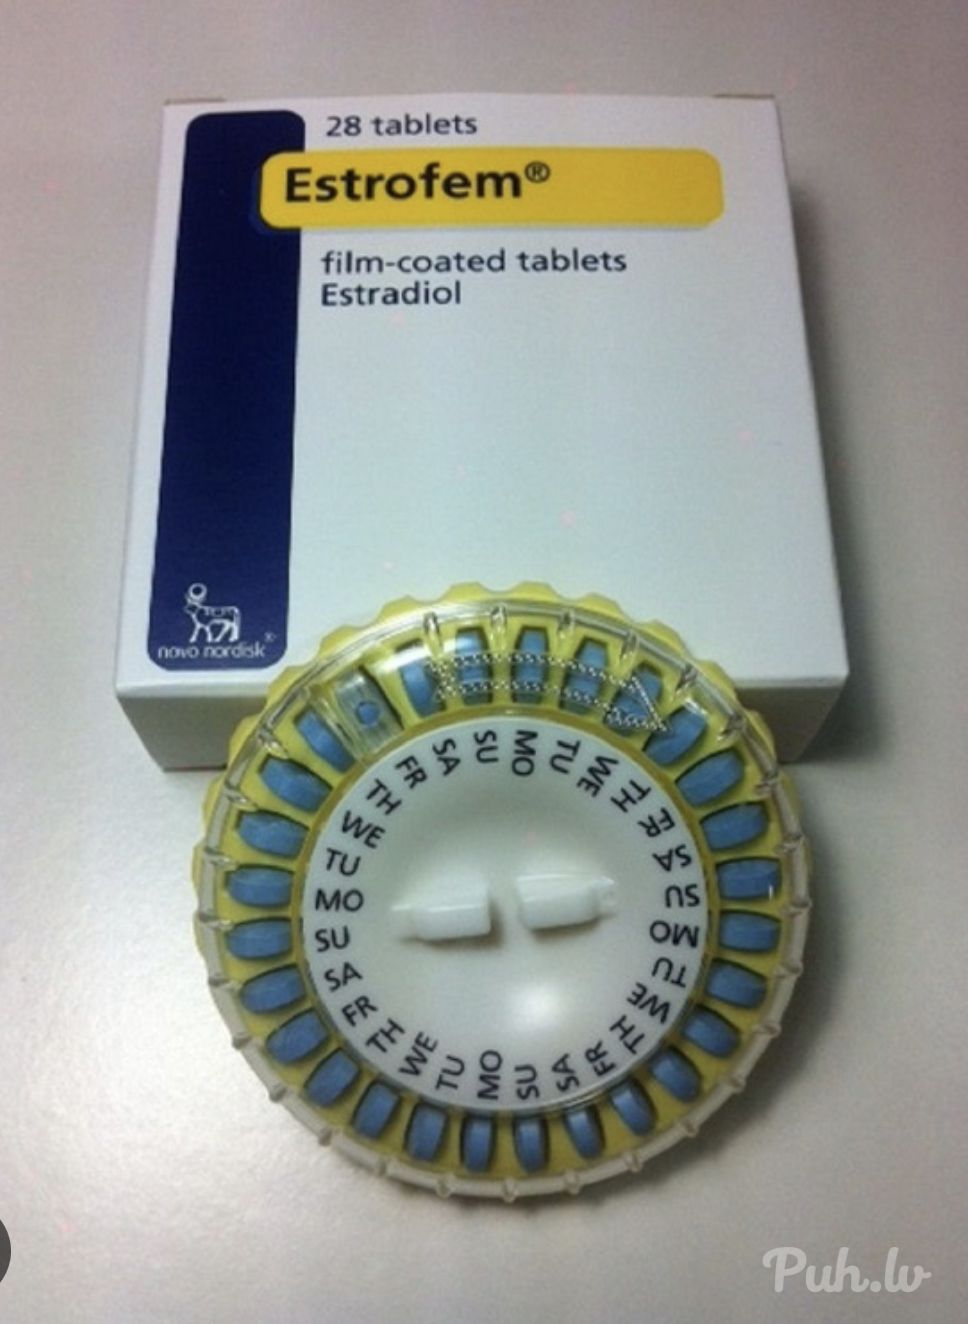 28 tablets
Estrofem®
film-coated tablets
Estradiol
novo nordisk®
SU MO TU WE TH FR SA SU MO TU WE TH FR SA SU MO TU WE TH FR SA SU MO TU WE TH FR SA
Puh.lv